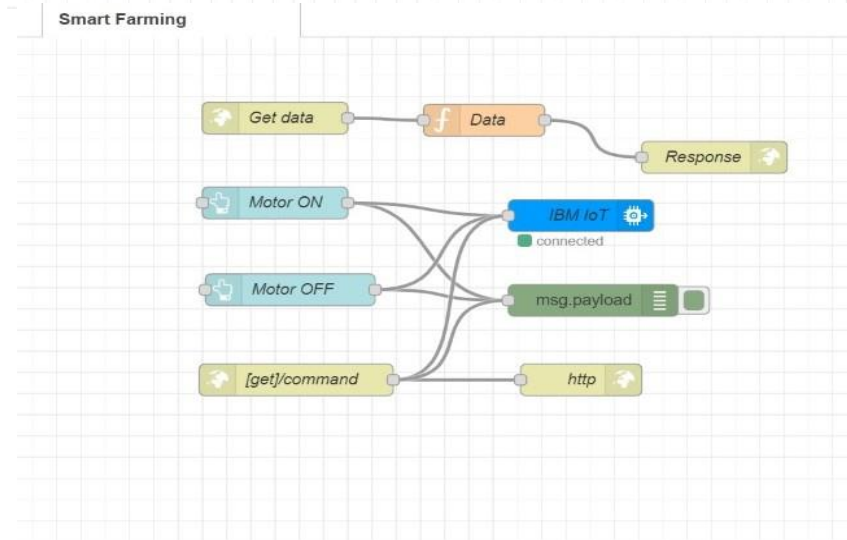 Smart Farming
Get data
Data
Response
Motor ON
IBM IoT
connected
Motor OFF
msg.payload
[get]/command
http